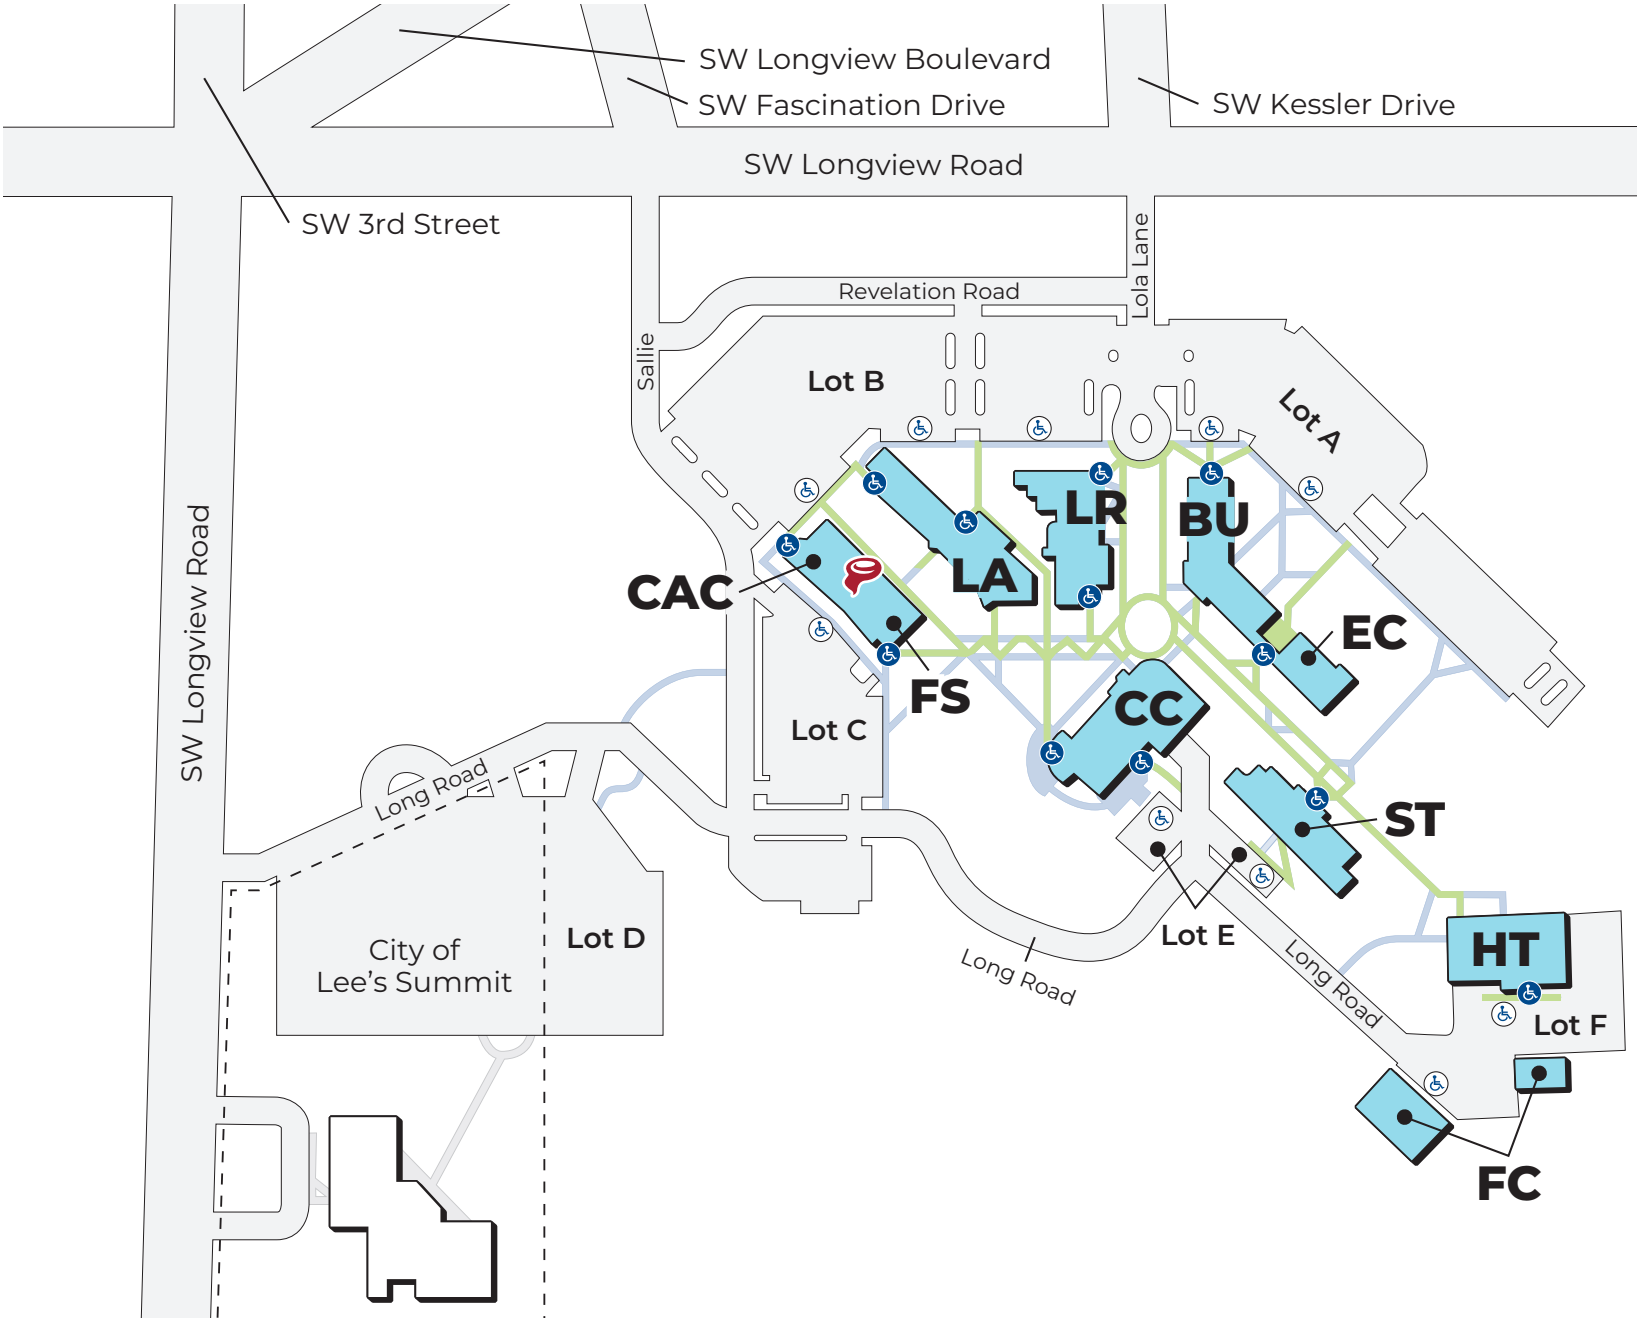 SW Longview Boulevard
SW Fascination Drive
SW Kessler Drive
SW Longview Road
SW 3rd Street
Lola Lane
Revelation Road
Sallie
Lot B
Lot A
LR
BU
LA
CAC
EC
FS
CC
SW Longview Road
Lot C
Long Road
ST
City of
Lee’s Summit
Lot D
Lot E
HT
Long Road
Long Road
Lot F
FC